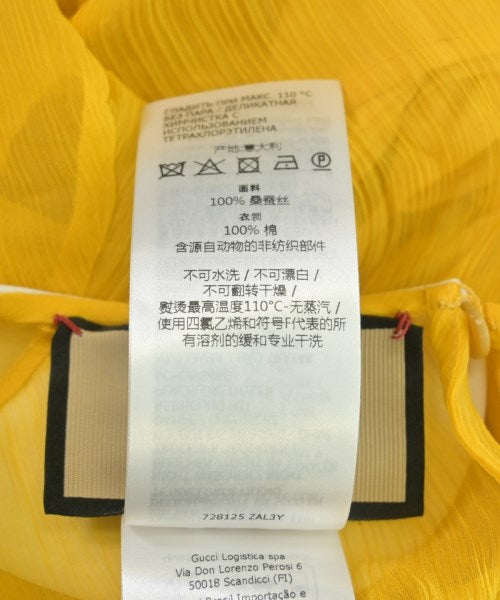 ГЛАДИТЬ ПРИ МАКС. 110 °C
БЕЗ ПАРА / ДЕЛИКАТНАЯ
ХИМЧИСТКА С
ИСПОЛЬЗОВАНИЕМ
ТЕТРАХЛОРЭТИЛЕНА
产地:意大利
P
面料
100% 桑蚕丝
衣领
100% 棉
含源自动物的非纺织部件
不可水洗 / 不可漂白 /
不可翻转干燥 /
熨烫最高温度110°C-无蒸汽 /
使用四氯乙烯和符号F代表的所
有溶剂的缓和专业干洗
728125 ZAL3Y
Gucci Logistica spa
Via Don Lorenzo Perosi 6
50018 Scandicci (FI)
Brasil Importação e